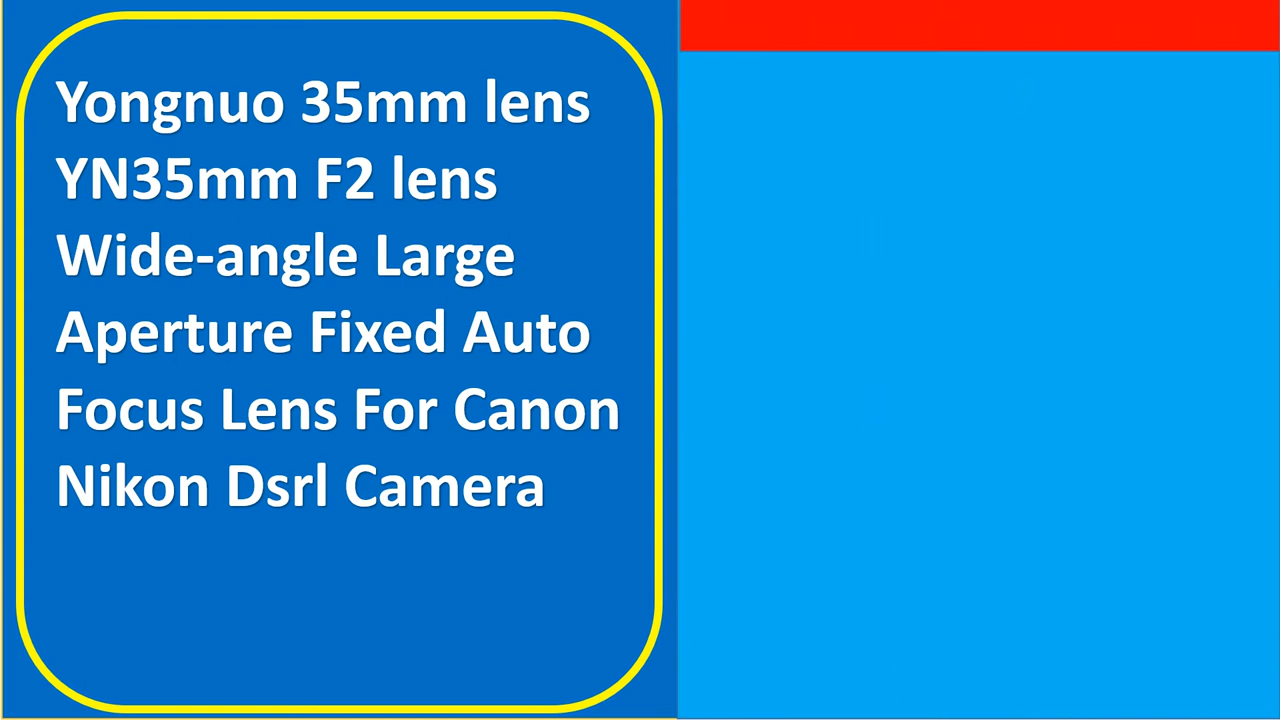 Yongnuo 35mm lens
YN35mm F2 lens
Wide-angle Large
Aperture Fixed Auto
Focus Lens For Canon
Nikon Dsrl Camera